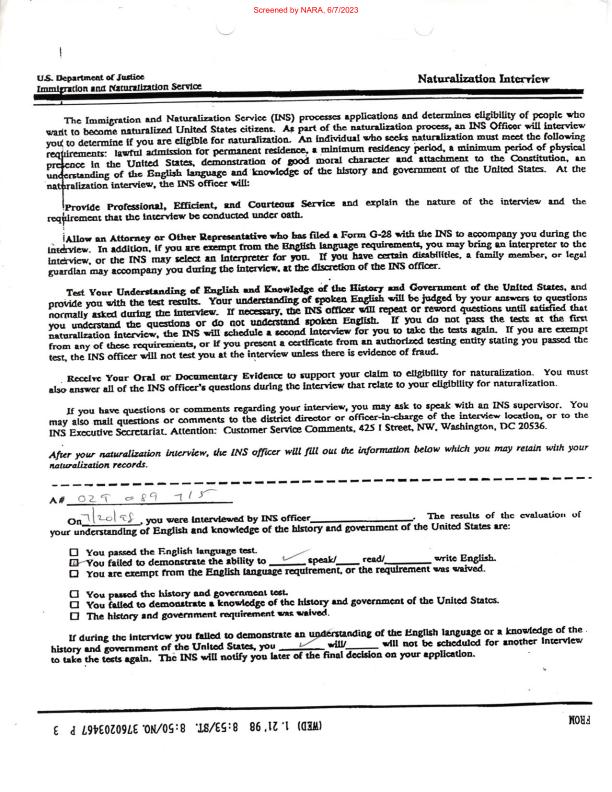 Screened by NARA, 6/7/2023
U.S. Department of Justice
Immigration and Naturalization Service
Naturalization Interview
The Immigration and Naturalization Service (INS) processes applications and determines eligibility of people who
want to become naturalized United States citizens. As part of the naturalization process, an INS Officer will interview
you to determine if you are eligible for naturalization. An individual who seeks naturalization must meet the following
requirements: lawful admission for permanent residence, a minimum residency period, a minimum period of physical
presence in the United States, demonstration of good moral character and attachment to the Constitution, an
understanding of the English language and knowledge of the history and government of the United States. At the
naturalization interview, the INS officer will:
Provide Professional, Efficient, and Courteous Service and explain the nature of the interview and the
requirement that the interview be conducted under oath.
Allow an Attorney or Other Representative who has filed a Form G-28 with the INS to accompany you during the
interview. In addition, if you are exempt from the English language requirements, you may bring an interpreter to the
interview, or the INS may select an interpreter for you. If you have certain disabilities, a family member, or legal
guardian may accompany you during the interview, at the discretion of the INS officer.
Test Your Understanding of English and Knowledge of the History and Government of the United States, and
provide you with the test results. Your understanding of spoken English will be judged by your answers to questions
normally asked during the interview. If necessary, the INS officer will repeat or reword questions until satisfied that
you understand the questions or do not understand spoken English. If you do not pass the tests at the first
naturalization interview, the INS will schedule a second interview for you to take the tests again. If you are exempt
from any of these requirements, or if you present a certificate from an authorized testing entity stating you passed the
test, the INS officer will not test you at the interview unless there is evidence of fraud.
Receive Your Oral or Documentary Evidence to support your claim to eligibility for naturalization. You must
also answer all of the INS officer's questions during the interview that relate to your eligibility for naturalization.
If you have questions or comments regarding your interview, you may ask to speak with an INS supervisor. You
may also mail questions or comments to the district director or officer-in-charge of the interview location, or to the
INS Executive Secretariat. Attention: Customer Service Comments, 425 I Street, NW, Washington, DC 20536.
After your naturalization interview, the INS officer will fill out the information below which you may retain with your
naturalization records.
A# 029 089 715
On 7/20/98, you were interviewed by INS officer____. The results of the evaluation of
your understanding of English and knowledge of the history and government of the United States are:
☐ You passed the English language test.
☑ You failed to demonstrate the ability to ✓ speak/____ read/____ write English.
☐ You are exempt from the English language requirement, or the requirement was waived.
☐ You passed the history and government test.
☐ You failed to demonstrate a knowledge of the history and government of the United States.
☐ The history and government requirement was waived.
If during the interview you failed to demonstrate an understanding of the English language or a knowledge of the
history and government of the United States, you ✓ will/____ will not be scheduled for another interview
to take the tests again. The INS will notify you later of the final decision on your application.
FROM
(WED) 1. 21, 98 8:53/ST. 8:50/NO. 3760203467 P 3